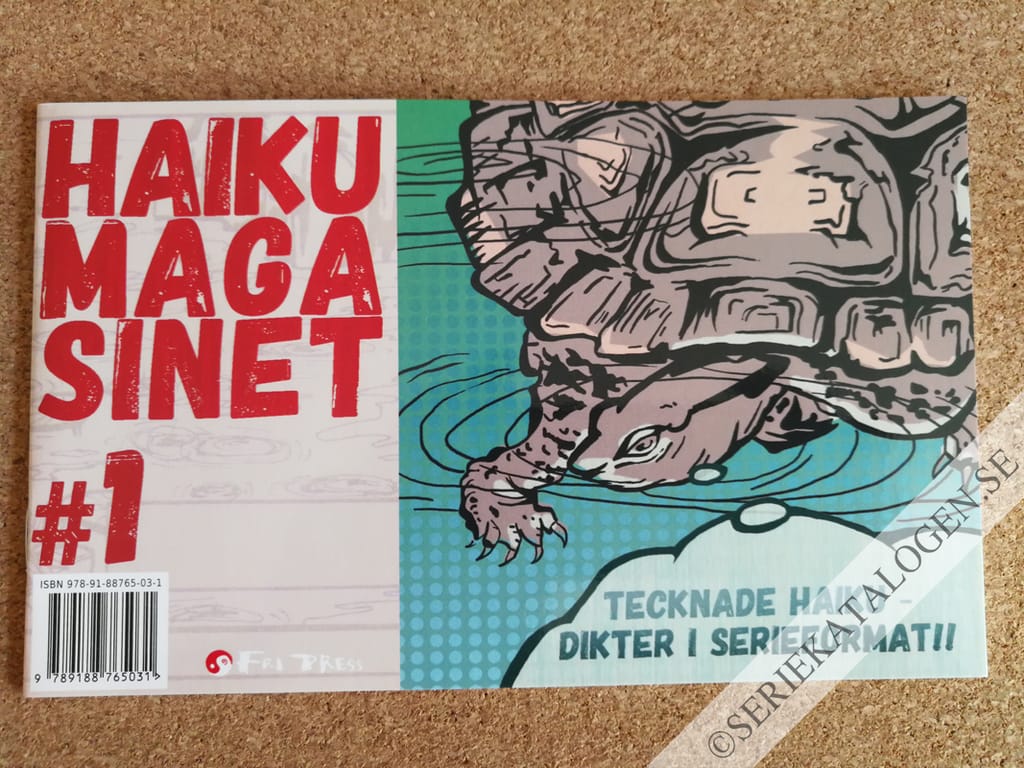 HAIKU
MAGA
SINET
#1
ISBN 978-91-88765-03-1
9 789188 765031 >
FRI PRESS
TECKNADE HAIKU -
DIKTER I SERIEFORMAT!!
©SERIEKATALOGEN.SE